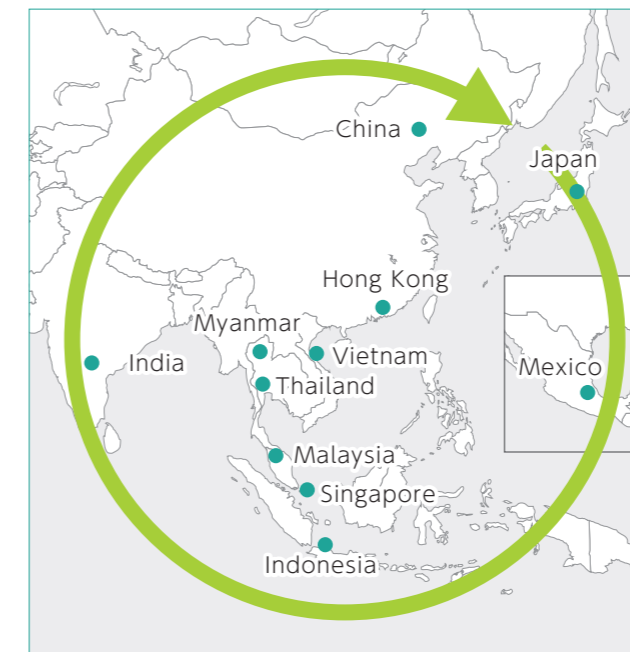 China
Japan
Hong Kong
Myanmar
India
Vietnam
Mexico
Thailand
Malaysia
Singapore
Indonesia